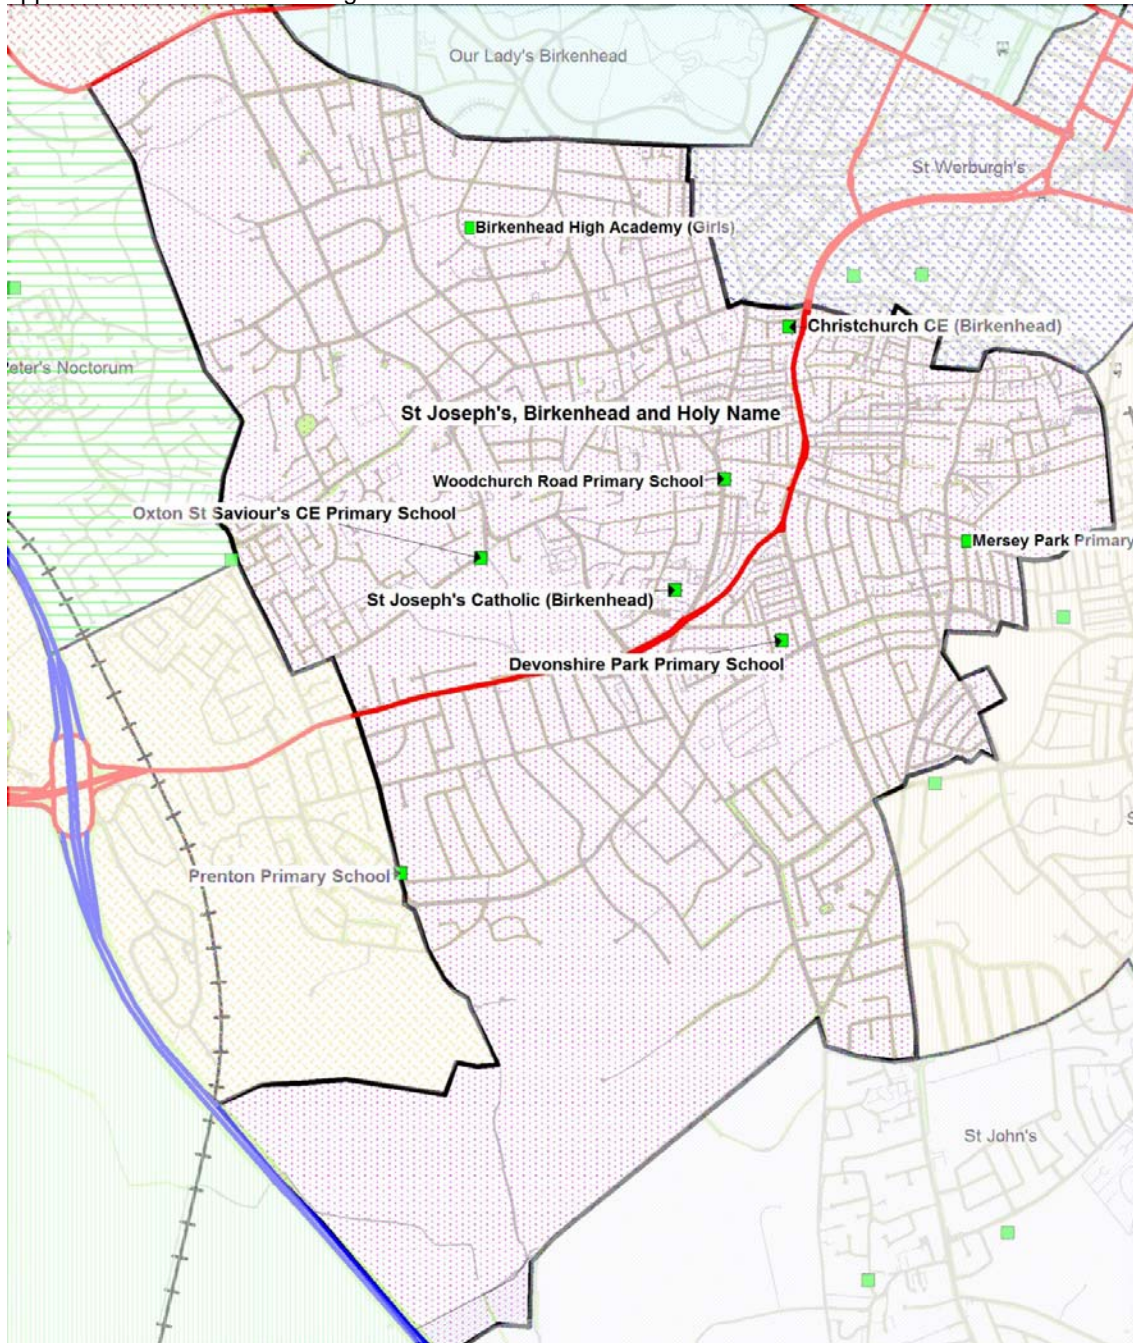 Our Lady's Birkenhead
St Werburgh's
Birkenhead High Academy (Girls)
Christchurch CE (Birkenhead)
eter's Noctorum
St Joseph's, Birkenhead and Holy Name
Woodchurch Road Primary School
Oxton St Saviour's CE Primary School
Mersey Park Primary
St Joseph's Catholic (Birkenhead)
Devonshire Park Primary School
S
Prenton Primary School
St John's